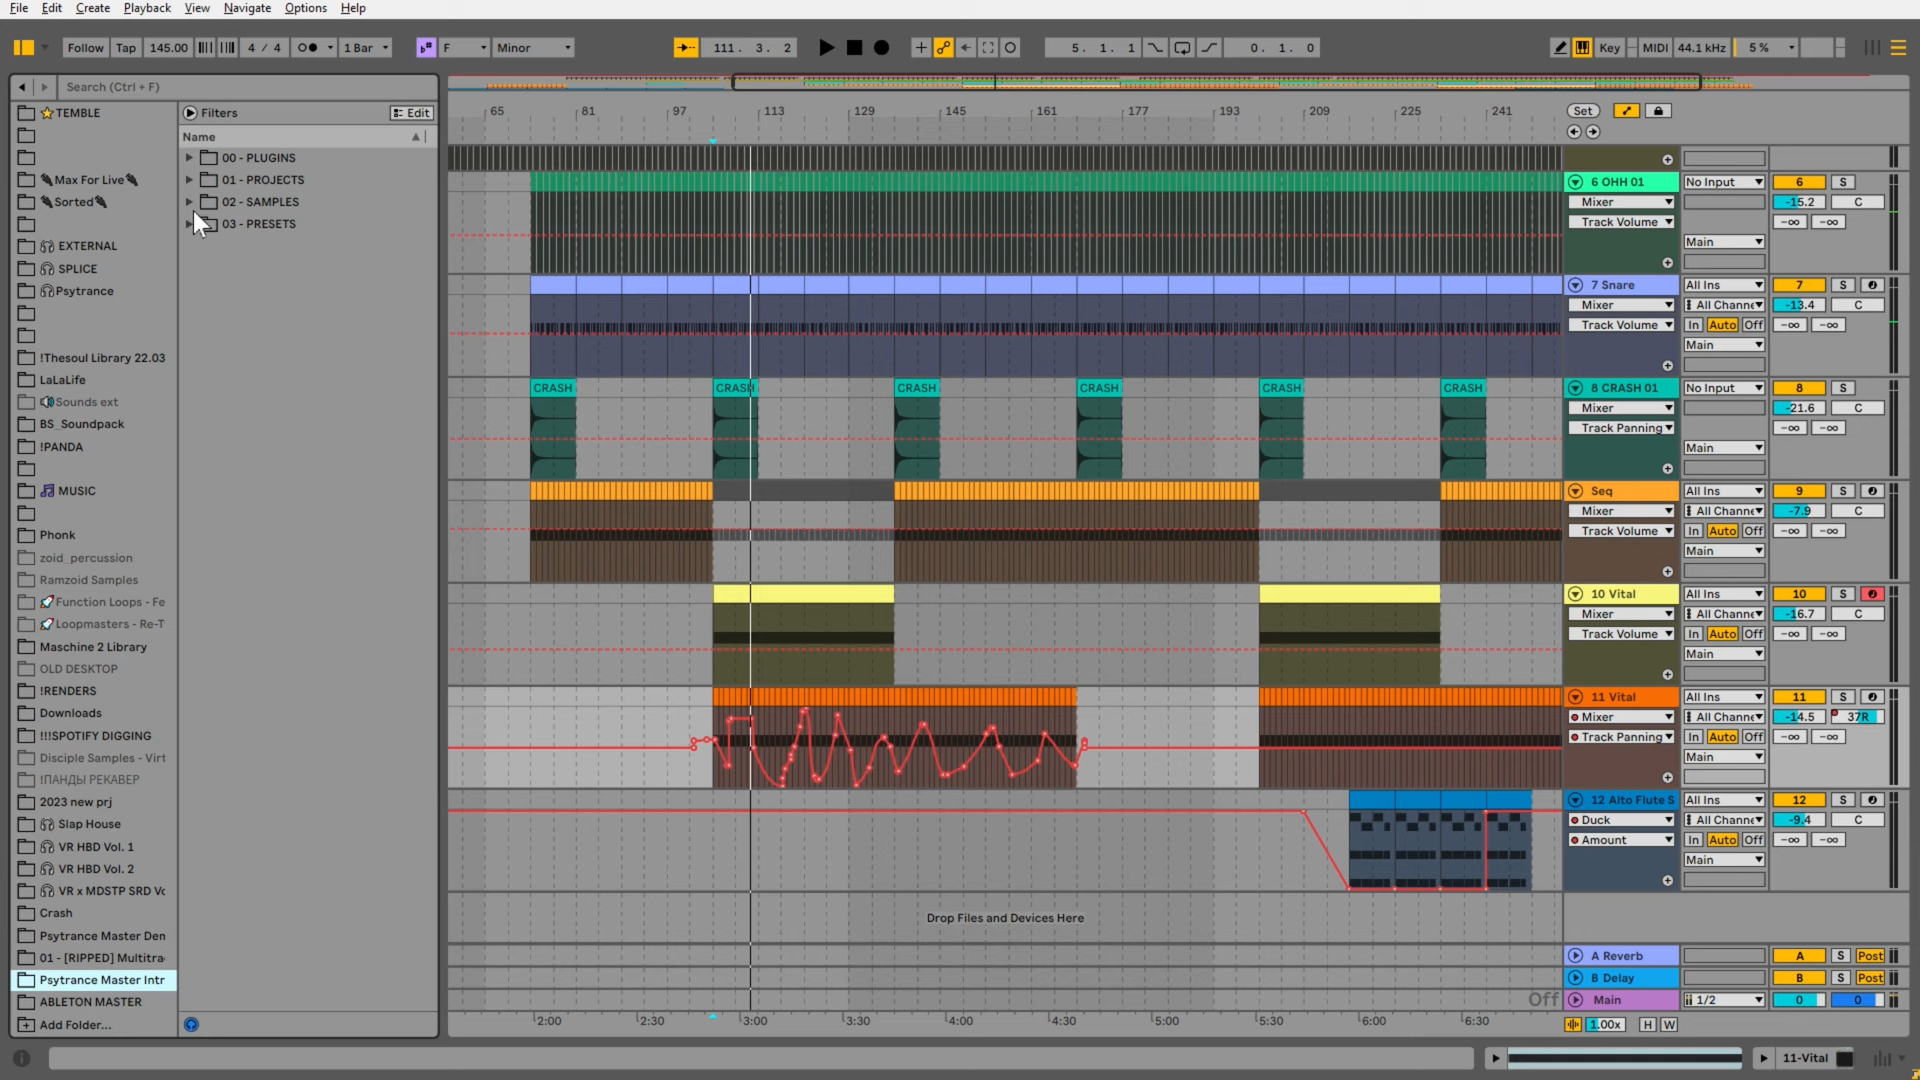 File Edit Create Playback View Navigate Options Help
Follow Tap 145.00 4 / 4 1 Bar F Minor 111. 3. 2 5. 1. 1 0. 1. 0 Key MIDI 44.1 kHz 5 %
Search (Ctrl + F)
TEMBLE
Max For Live
Sorted
EXTERNAL
SPLICE
Psytrance
!Thesoul Library 22.03
LaLaLife
Sounds ext
BS_Soundpack
!PANDA
MUSIC
Phonk
zoid_percussion
Ramzoid Samples
Function Loops - Fe
Loopmasters - Re-T
Maschine 2 Library
OLD DESKTOP
!RENDERS
Downloads
!!!SPOTIFY DIGGING
Disciple Samples - Virt
!ПАНДЫ РЕКАВЕР
2023 new prj
Slap House
VR HBD Vol. 1
VR HBD Vol. 2
VR x MDSTP SRD Vo
Crash
Psytrance Master Den
01 - [RIPPED] Multitra
Psytrance Master Intr
ABLETON MASTER
Add Folder...
Filters Edit
Name
00 - PLUGINS
01 - PROJECTS
02 - SAMPLES
03 - PRESETS
65 81 97 113 129 145 161 177 193 209 225 241 Set
6 OHH 01 No Input 6 S
Mixer -15.2 C
Track Volume -∞ -∞
Main
7 Snare All Ins 7 S
Mixer All Channe -13.4 C
Track Volume In Auto Off -∞ -∞
Main
CRASH CRASH CRASH CRASH CRASH CRASH 8 CRASH 01 No Input 8 S
Mixer -21.6 C
Track Panning -∞ -∞
Main
Seq All Ins 9 S
Mixer All Channe -7.9 C
Track Volume In Auto Off -∞ -∞
Main
10 Vital All Ins 10 S
Mixer All Channe -16.7 C
Track Volume In Auto Off -∞ -∞
Main
11 Vital All Ins 11 S
Mixer All Channe -14.5 37R
Track Panning In Auto Off -∞ -∞
Main
12 Alto Flute S All Ins 12 S
Duck All Channe -9.4 C
Amount In Auto Off -∞ -∞
Main
Drop Files and Devices Here
A Reverb A S Post
B Delay B S Post
Off Main 1/2 0 0
2:00 2:30 3:00 3:30 4:00 4:30 5:00 5:30 6:00 6:30 1.00x H W
11-Vital